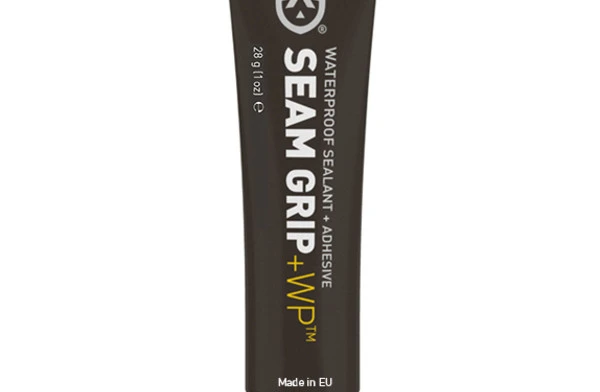 ®
WATERPROOF SEALANT + ADHESIVE
SEAM GRIP+WP™
28 g (1 oz) ℮
Made in EU